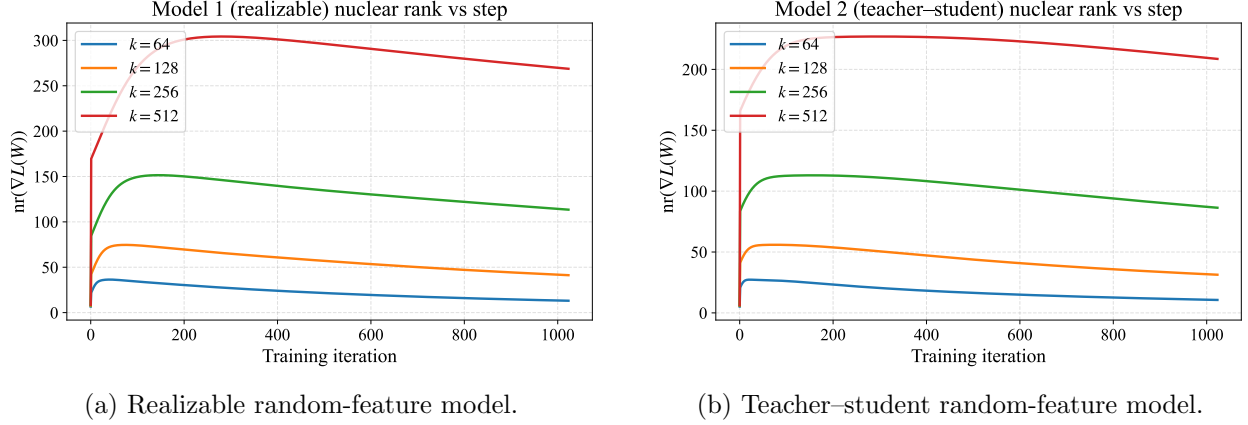 Model 1 (realizable) nuclear rank vs step
nr(∇L(W))
300
250
200
150
100
50
0
k = 64
k = 128
k = 256
k = 512
0 200 400 600 800 1000
Training iteration
(a) Realizable random-feature model.
Model 2 (teacher–student) nuclear rank vs step
nr(∇L(W))
200
150
100
50
0
k = 64
k = 128
k = 256
k = 512
0 200 400 600 800 1000
Training iteration
(b) Teacher–student random-feature model.